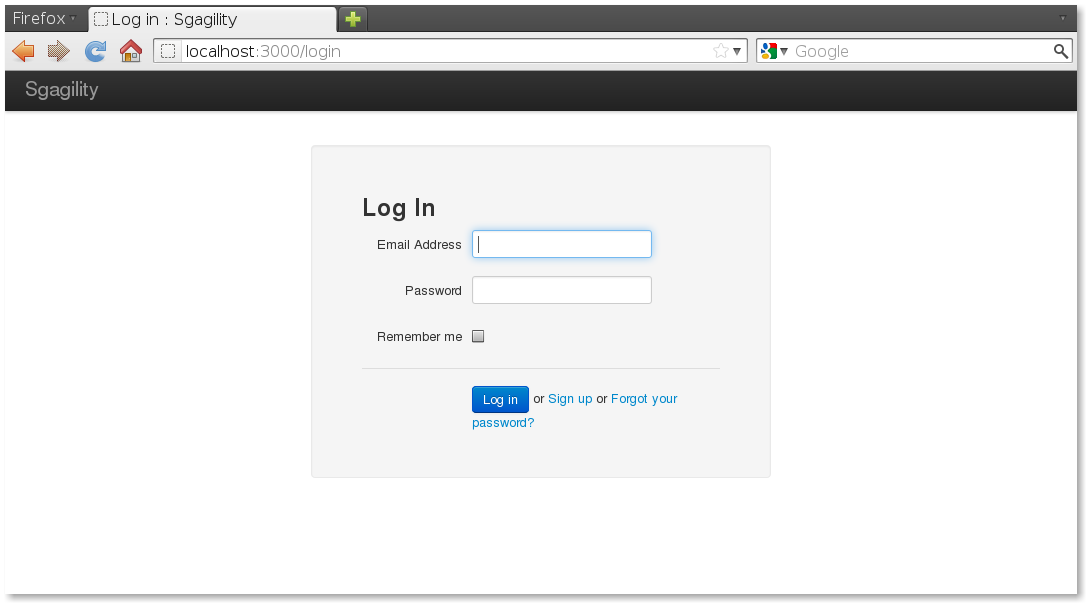 Firefox
Log in : Sgagility
localhost:3000/login
Google
Sgagility
Log In
Email Address
Password
Remember me
Log in or Sign up or Forgot your
password?